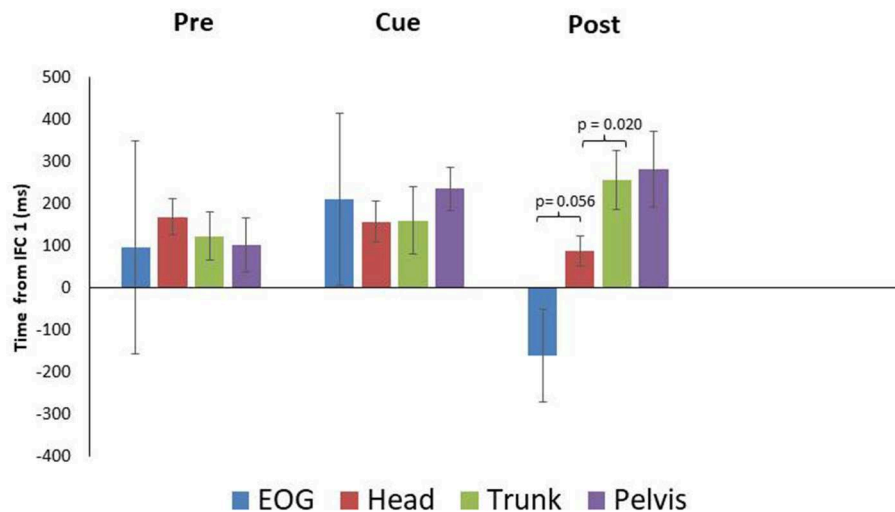 Pre Cue Post
500
400
300
200
100
0
-100
-200
-300
-400
Time from IFC 1 (ms)
p = 0.020
p= 0.056
EOG Head Trunk Pelvis